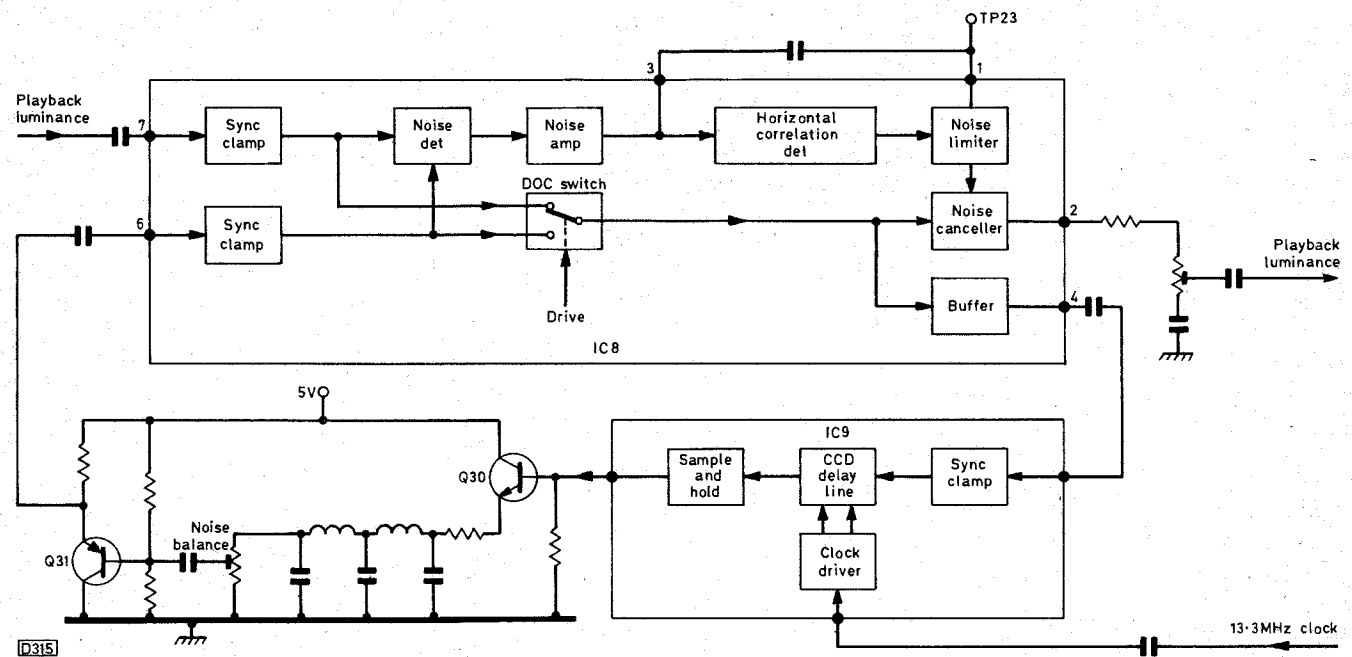 TP23
3
1
Playback
luminance
7
Sync
clamp
Noise
det
Noise
amp
Horizontal
correlation
det
Noise
limiter
DOC switch
6
Sync
clamp
Noise
canceller
2
Playback
luminance
Drive
Buffer
4
IC8
5V
IC9
Q30
Sample
and
hold
CCD
delay
line
Sync
clamp
Noise
balance
Q31
Clock
driver
13·3MHz clock
D315